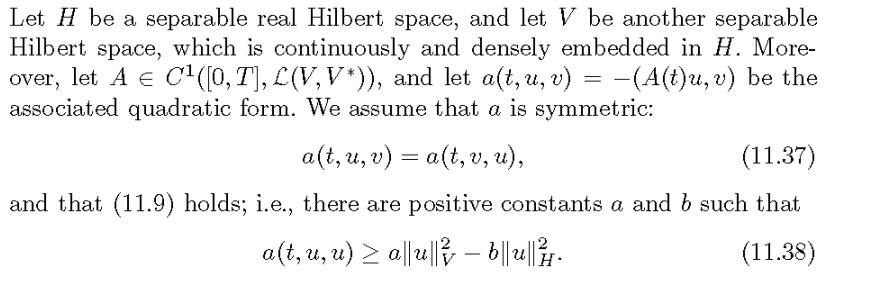 Let H be a separable real Hilbert space, and let V be another separable
Hilbert space, which is continuously and densely embedded in H. More-
over, let A ∈ C¹([0, T], ℒ(V, V*)), and let a(t, u, v) = −(A(t)u, v) be the
associated quadratic form. We assume that a is symmetric:
a(t, u, v) = a(t, v, u), (11.37)
and that (11.9) holds; i.e., there are positive constants a and b such that
a(t, u, u) ≥ a‖u‖²_V − b‖u‖²_H. (11.38)